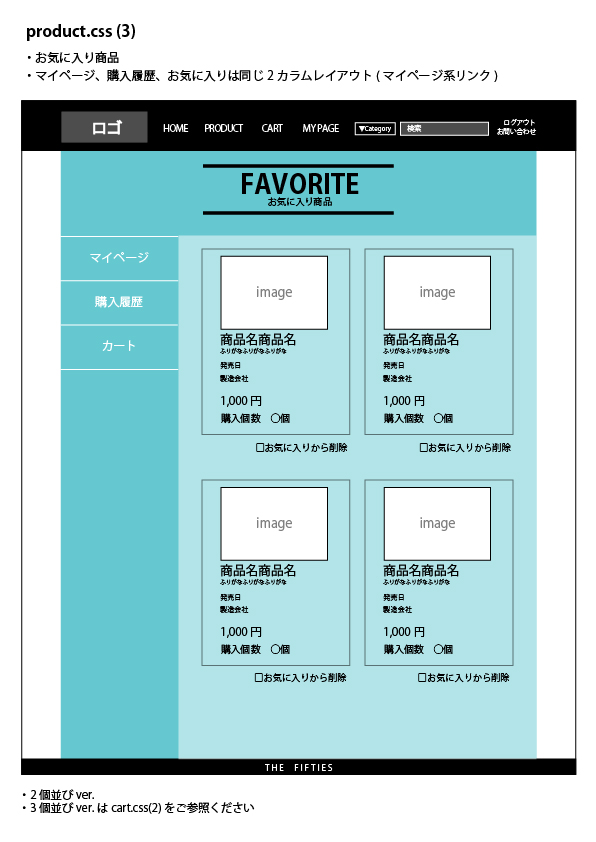 product.css (3)
・お気に入り商品
・マイページ、購入履歴、お気に入りは同じ2カラムレイアウト(マイページ系リンク)
ロゴ HOME PRODUCT CART MY PAGE ▼Category 検索 ログアウト
お問い合わせ
FAVORITE
お気に入り商品
マイページ
購入履歴
カート
image
商品名商品名
ふりがなふりがなふりがな
発売日
製造会社
1,000 円
購入個数 ○個
□お気に入りから削除
image
商品名商品名
ふりがなふりがなふりがな
発売日
製造会社
1,000 円
購入個数 ○個
□お気に入りから削除
image
商品名商品名
ふりがなふりがなふりがな
発売日
製造会社
1,000 円
購入個数 ○個
□お気に入りから削除
image
商品名商品名
ふりがなふりがなふりがな
発売日
製造会社
1,000 円
購入個数 ○個
□お気に入りから削除
THE FIFTIES
・2個並び ver.
・3個並び ver. は cart.css(2) をご参照ください